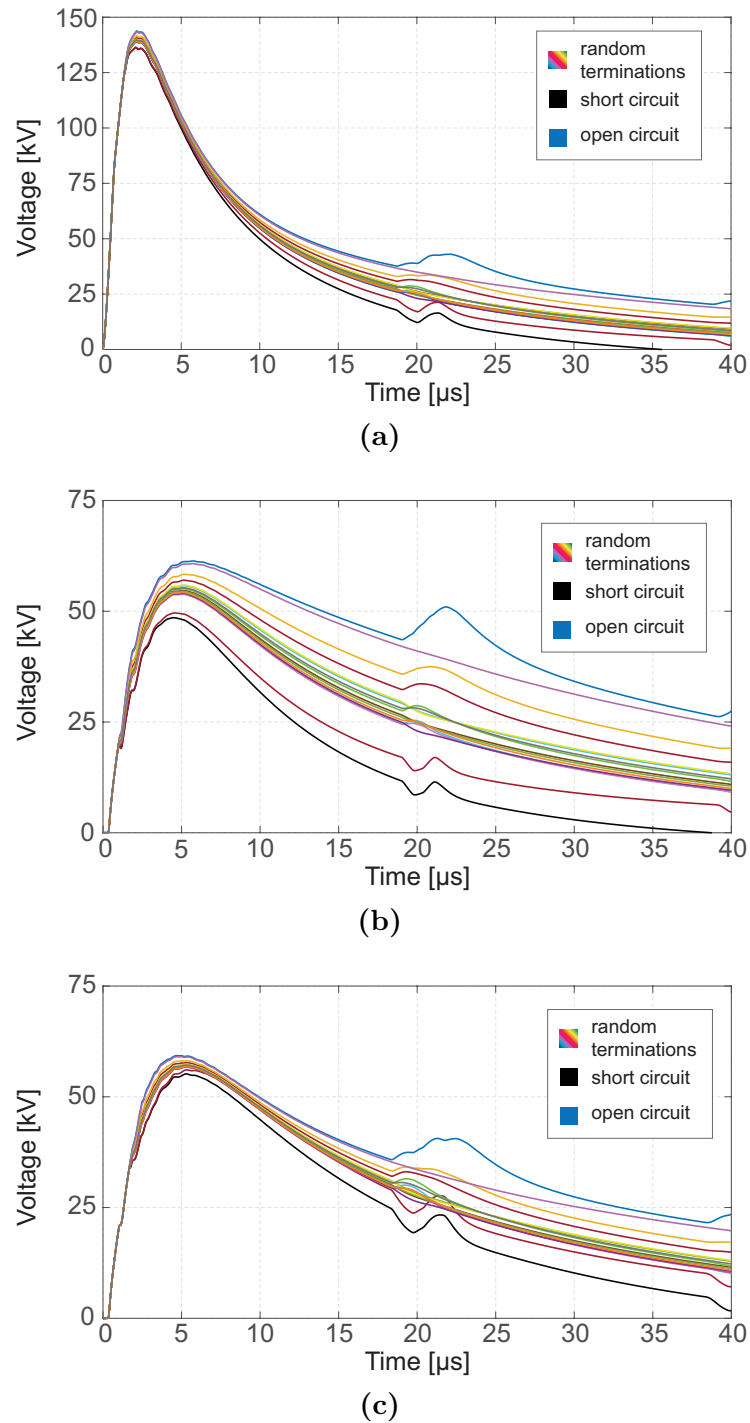 150
125
100
75
50
25
0
Voltage [kV]
random
terminations
short circuit
open circuit
0 5 10 15 20 25 30 35 40
Time [µs]
(a)
75
50
25
0
Voltage [kV]
random
terminations
short circuit
open circuit
0 5 10 15 20 25 30 35 40
Time [µs]
(b)
75
50
25
0
Voltage [kV]
random
terminations
short circuit
open circuit
0 5 10 15 20 25 30 35 40
Time [µs]
(c)